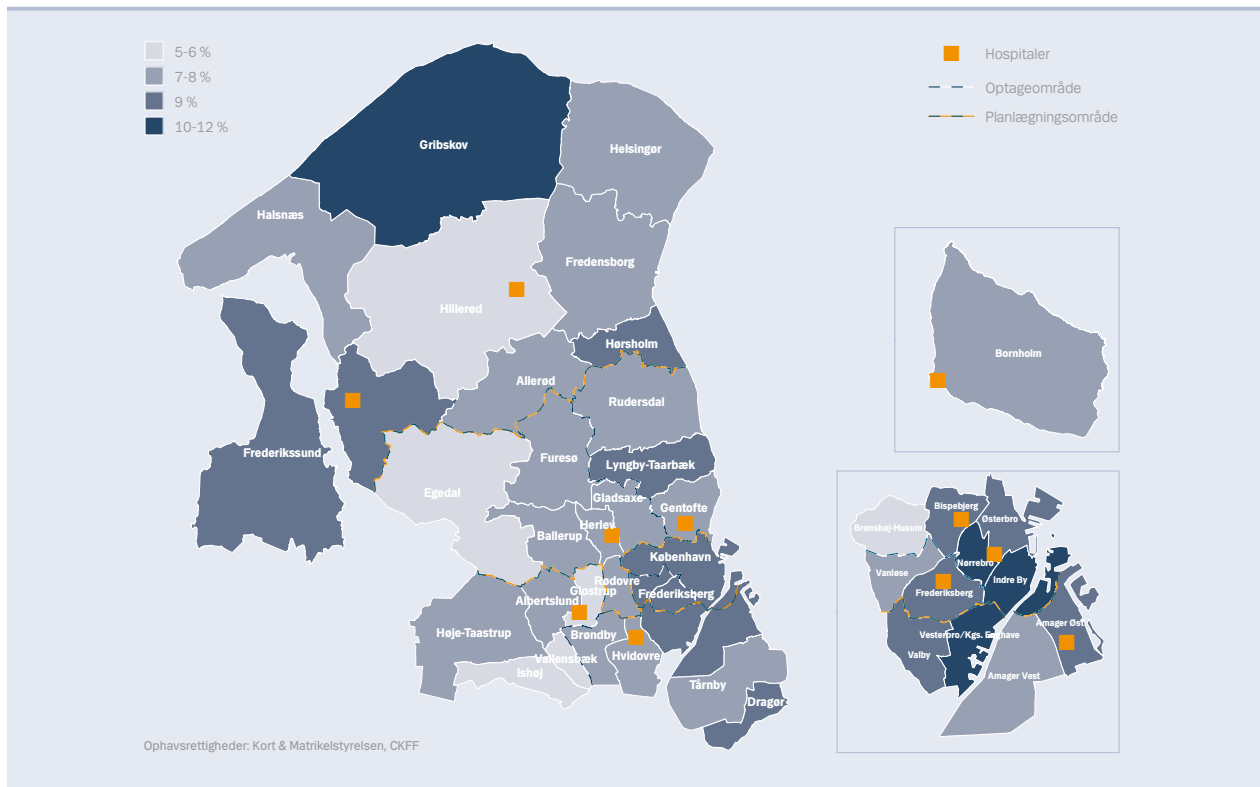 5-6 %
7-8 %
9 %
10-12 %
Hospitaler
Optageområde
Planlægningsområde
Gribskov
Helsingør
Halsnæs
Fredensborg
Hillerød
Hørsholm
Allerød
Rudersdal
Frederikssund
Furesø
Lyngby-Taarbæk
Egedal
Gladsaxe
Gentofte
Herlev
Ballerup
København
Rødovre
Glostrup
Frederiksberg
Albertslund
Høje-Taastrup
Brøndby
Vallensbæk
Hvidovre
Ishøj
Tårnby
Dragør
Bornholm
Bispebjerg
Østerbro
Brønshøj-Husum
Nørrebro
Vanløse
Indre By
Frederiksberg
Amager Øst
Vesterbro/Kgs. Enghave
Valby
Amager Vest
Ophavsrettigheder: Kort & Matrikelstyrelsen, CKFF